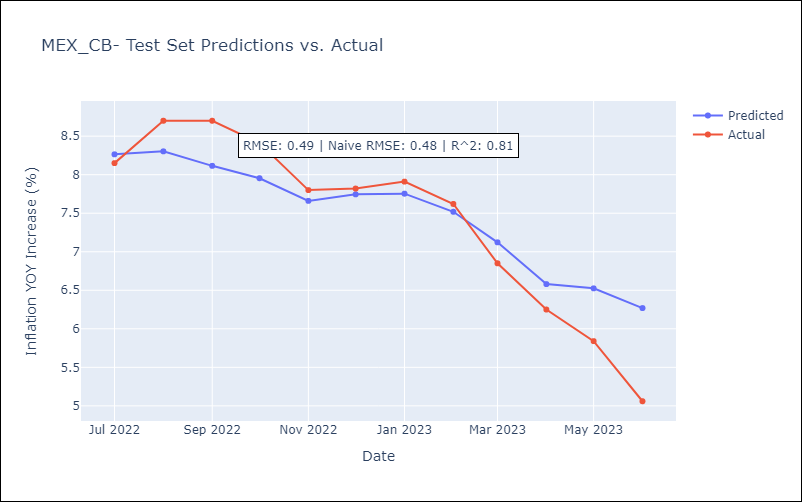 MEX_CB- Test Set Predictions vs. Actual
Predicted
Actual
RMSE: 0.49 | Naive RMSE: 0.48 | R^2: 0.81
Inflation YOY Increase (%)
8.5
8
7.5
7
6.5
6
5.5
5
Jul 2022
Sep 2022
Nov 2022
Jan 2023
Mar 2023
May 2023
Date